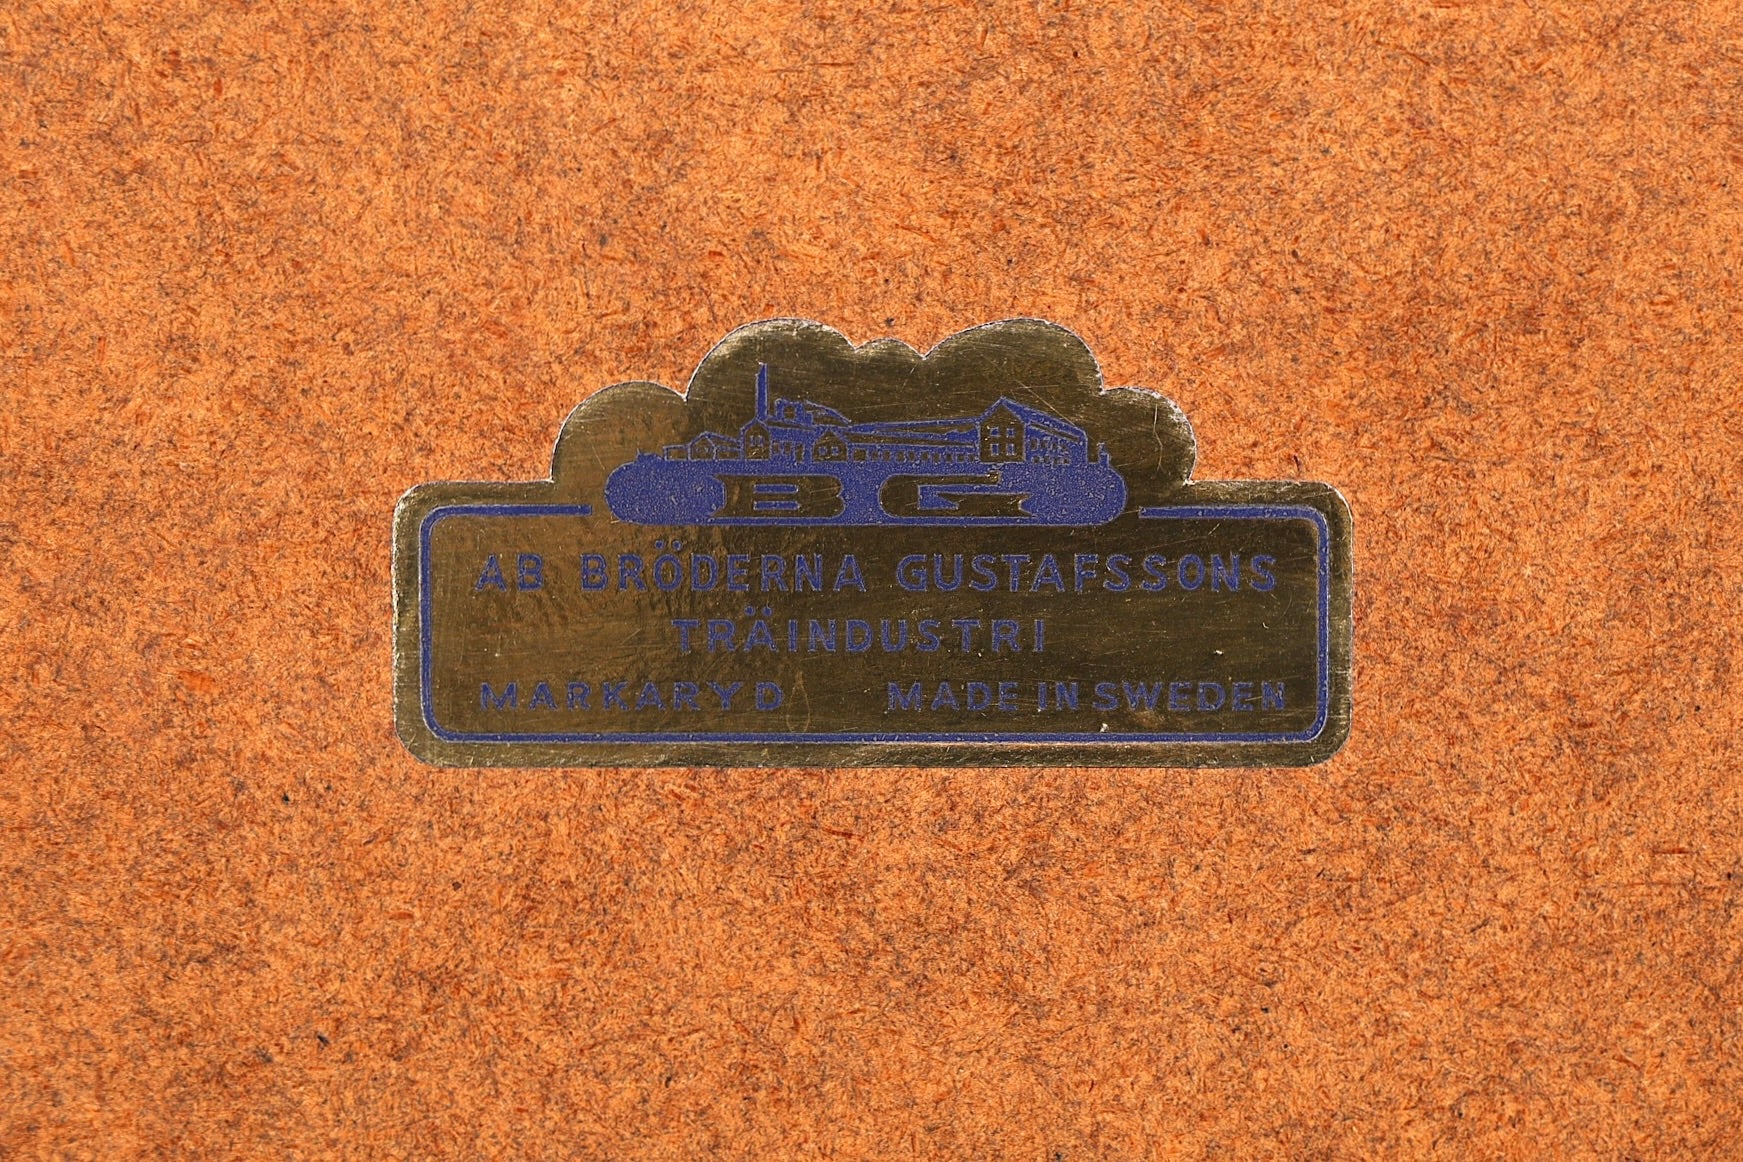 BG
AB BRÖDERNA GUSTAFSSONS
TRÄINDUSTRI
MARKARYD MADE IN SWEDEN